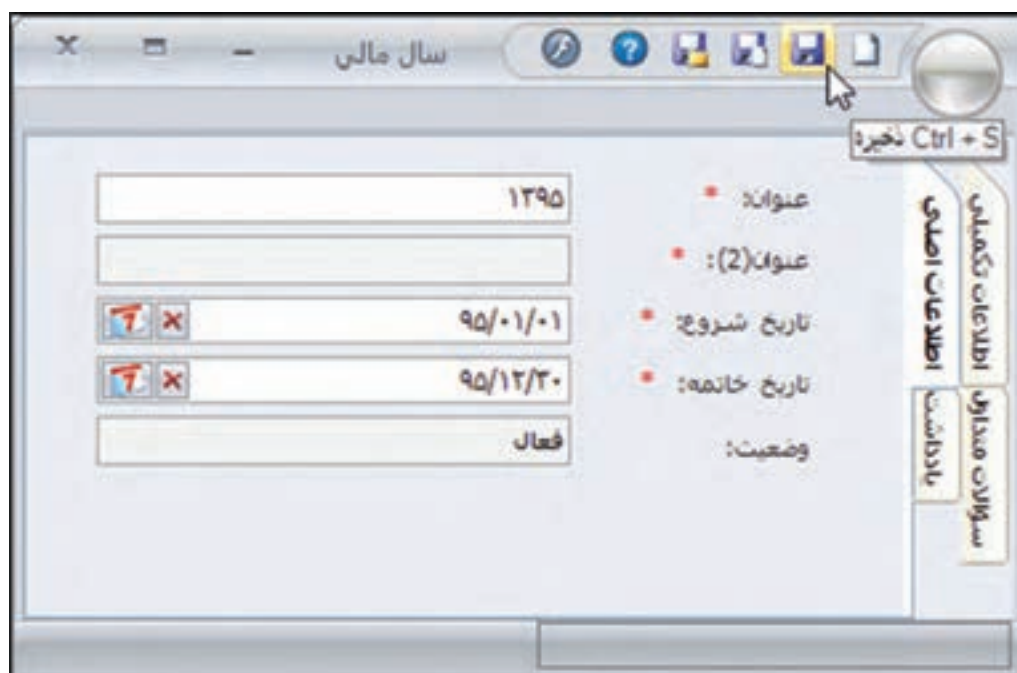 سال مالی
ذخیره Ctrl + S
عنوان: * ۱۳۹۵
عنوان(2): *
تاریخ شروع: * ۹۵/۰۱/۰۱
تاریخ خاتمه: * ۹۵/۱۲/۳۰
وضعیت: فعال
اطلاعات اصلی
اطلاعات تکمیلی
یادداشت
سؤالات متداول